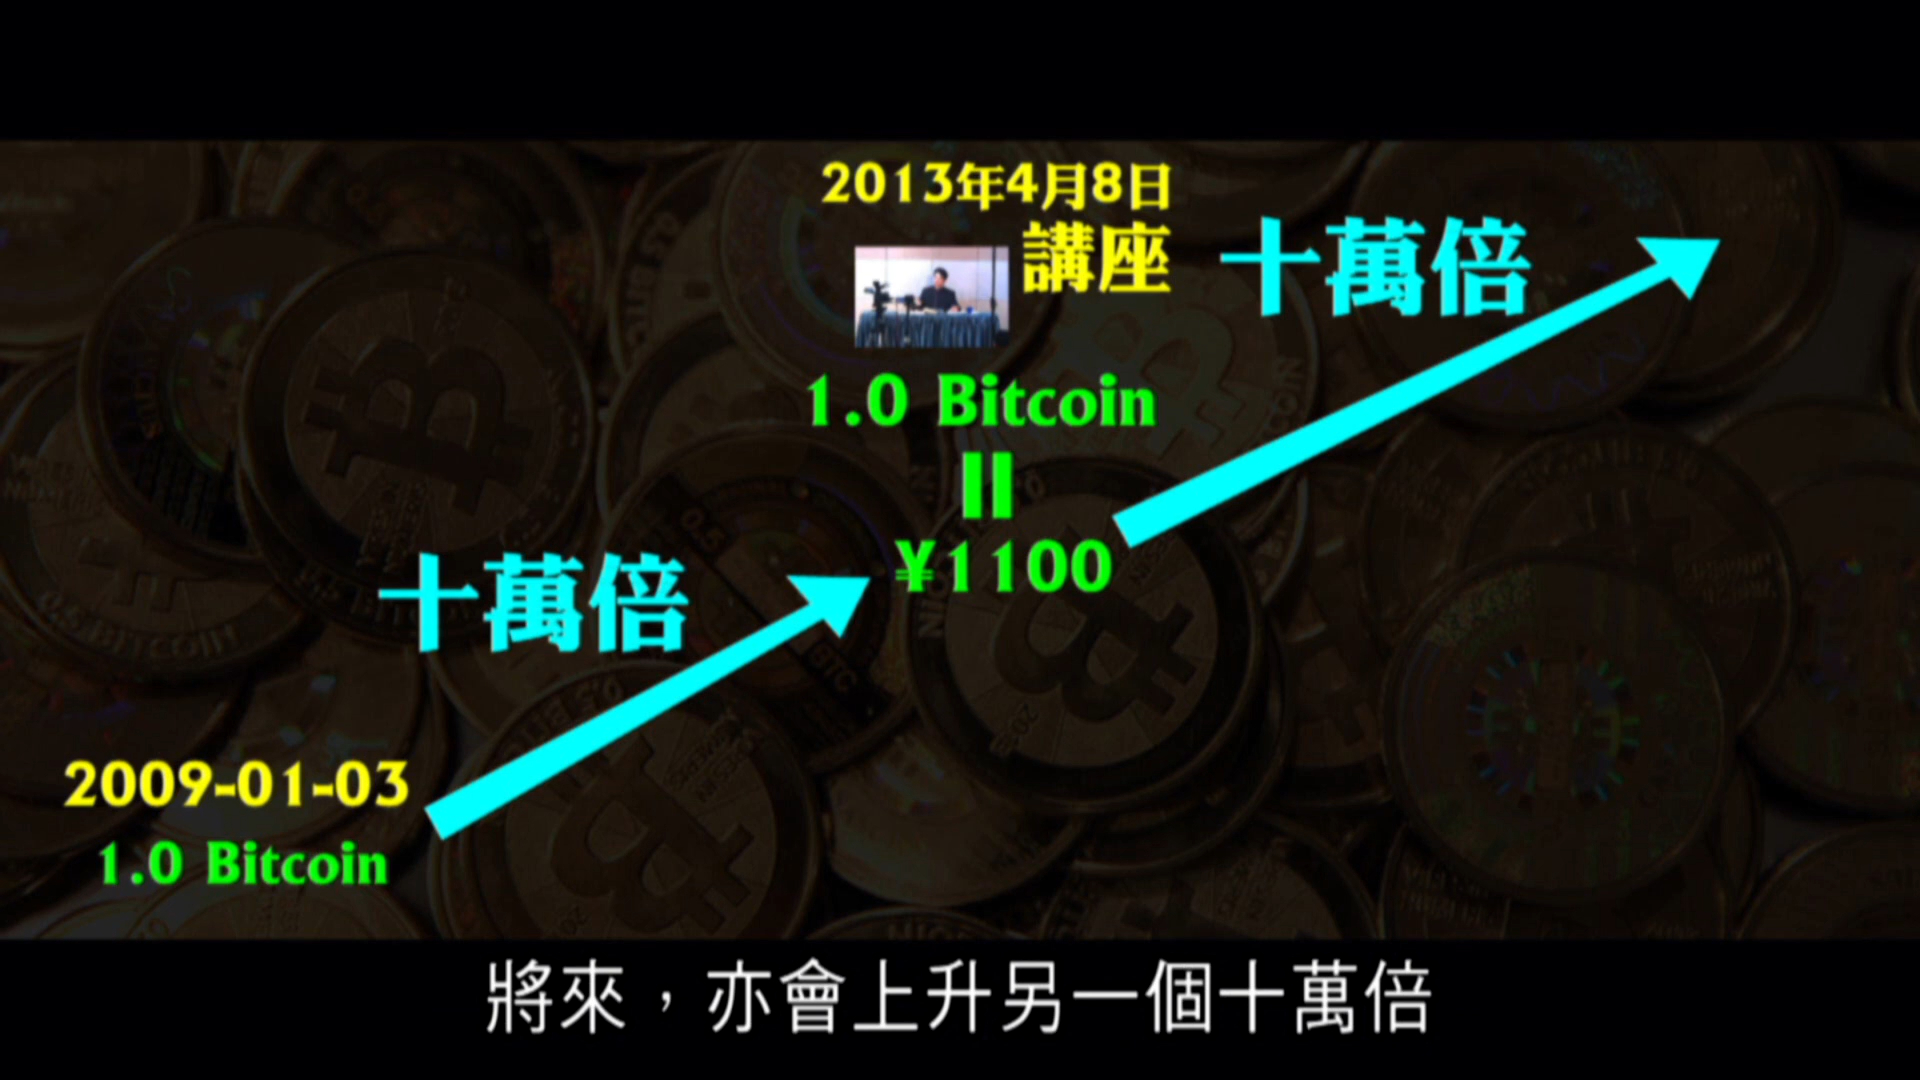 2013年4月8日
講座
十萬倍
1.0 Bitcoin
=
¥1100
十萬倍
2009-01-03
1.0 Bitcoin
將來，亦會上升另一個十萬倍